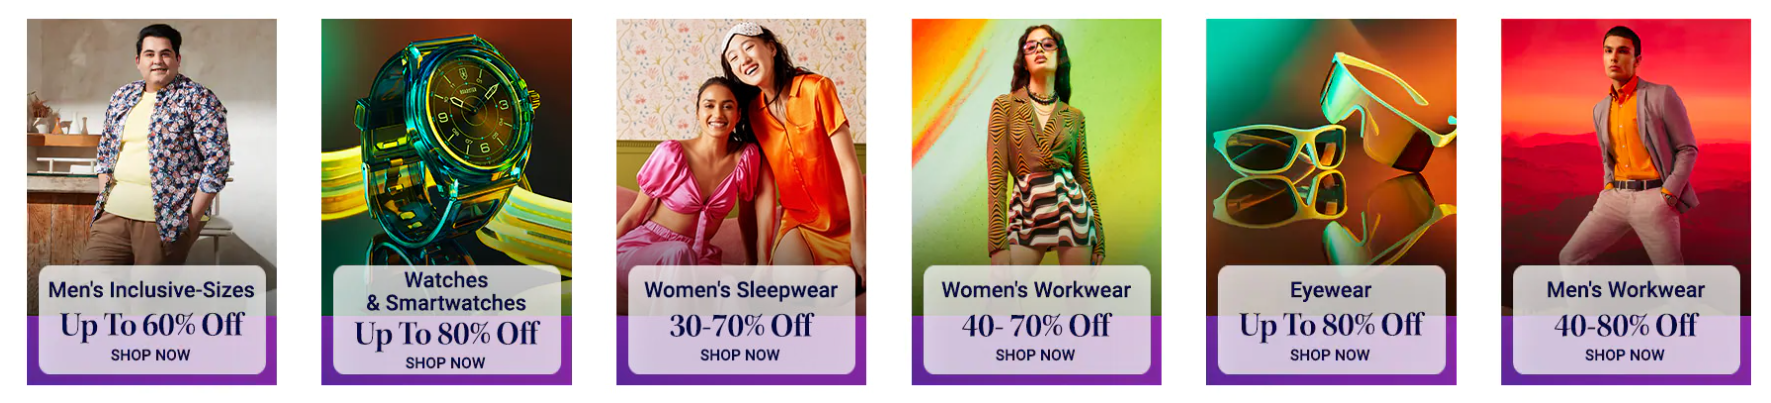 Men's Inclusive-Sizes
Up To 60% Off
SHOP NOW
Watches
& Smartwatches
Up To 80% Off
SHOP NOW
Women's Sleepwear
30-70% Off
SHOP NOW
Women's Workwear
40- 70% Off
SHOP NOW
Eyewear
Up To 80% Off
SHOP NOW
Men's Workwear
40-80% Off
SHOP NOW